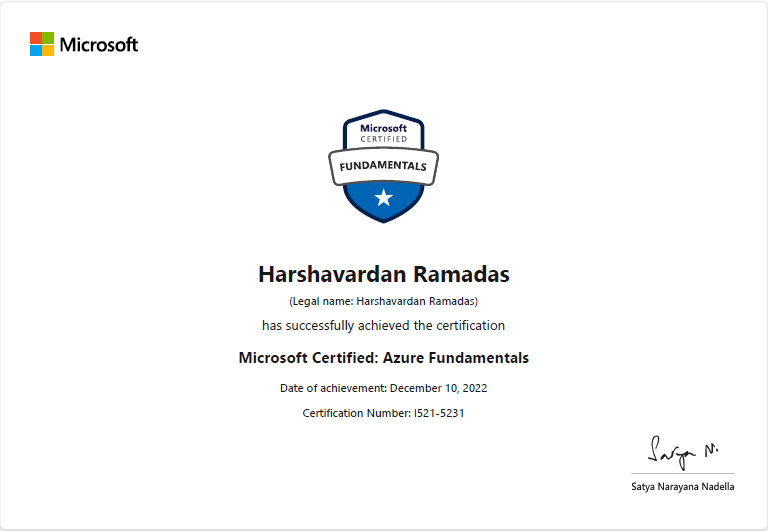 Microsoft
Microsoft
CERTIFIED
FUNDAMENTALS
Harshavardan Ramadas
(Legal name: Harshavardan Ramadas)
has successfully achieved the certification
Microsoft Certified: Azure Fundamentals
Date of achievement: December 10, 2022
Certification Number: I521-5231
Satya N.
Satya Narayana Nadella